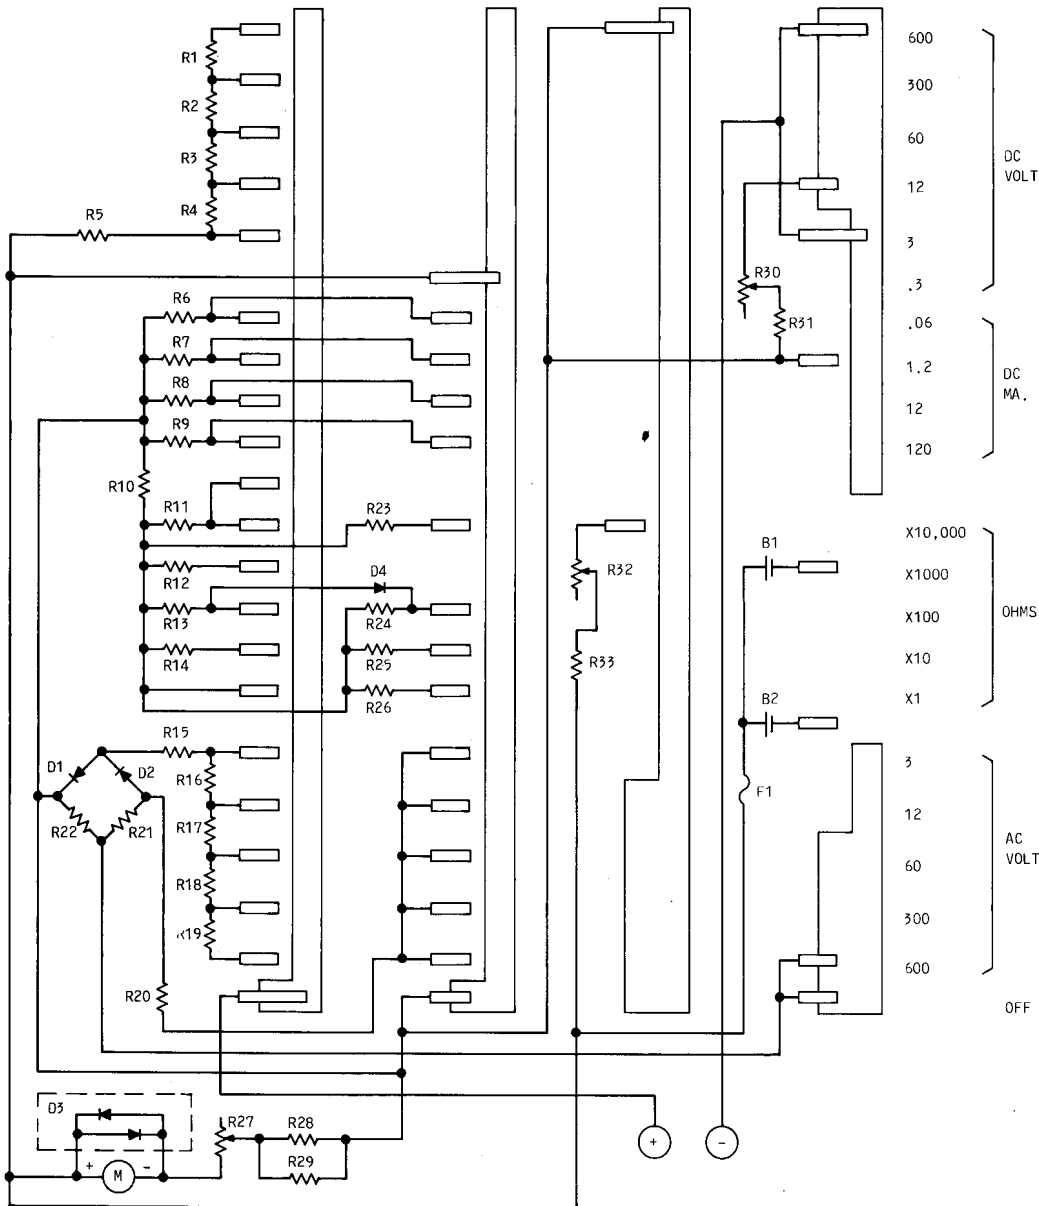 R1
R2
R3
R4
R5
R6
R7
R8
R9
R10
R11
R12
R13
R14
R15
R16
R17
R18
R19
R20
R21
R22
R23
D4
R24
R25
R26
D1
D2
D3
+
M
-
R27
R28
R29
R30
R31
R32
R33
B1
B2
F1
+
-
600
300
60
12
3
.3
DC
VOLT
.06
1.2
12
120
DC
MA.
X10,000
X1000
X100
X10
X1
OHMS
3
12
60
300
600
AC
VOLT
OFF